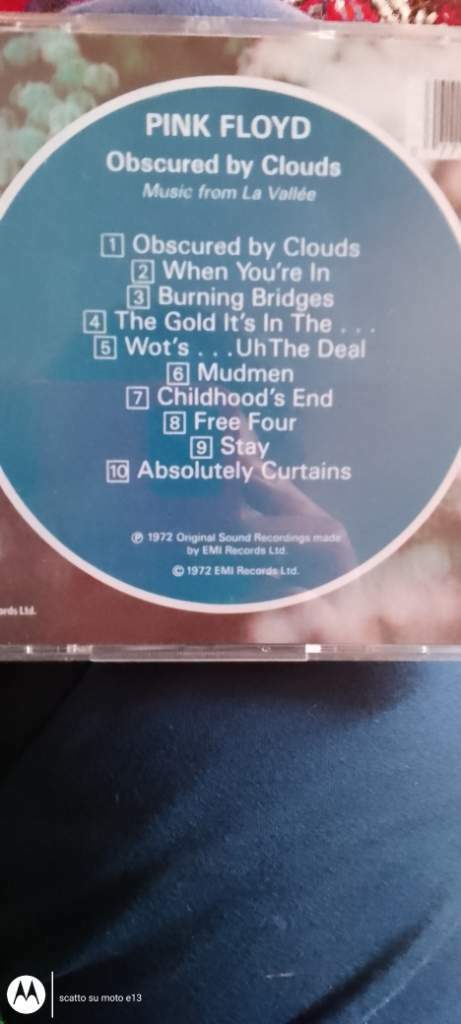 PINK FLOYD
Obscured by Clouds
Music from La Vallée
1 Obscured by Clouds
2 When You're In
3 Burning Bridges
4 The Gold It's In The . . .
5 Wot's . . .Uh The Deal
6 Mudmen
7 Childhood's End
8 Free Four
9 Stay
10 Absolutely Curtains
℗ 1972 Original Sound Recordings made
by EMI Records Ltd.
© 1972 EMI Records Ltd.
Ltd.
scatto su moto e13